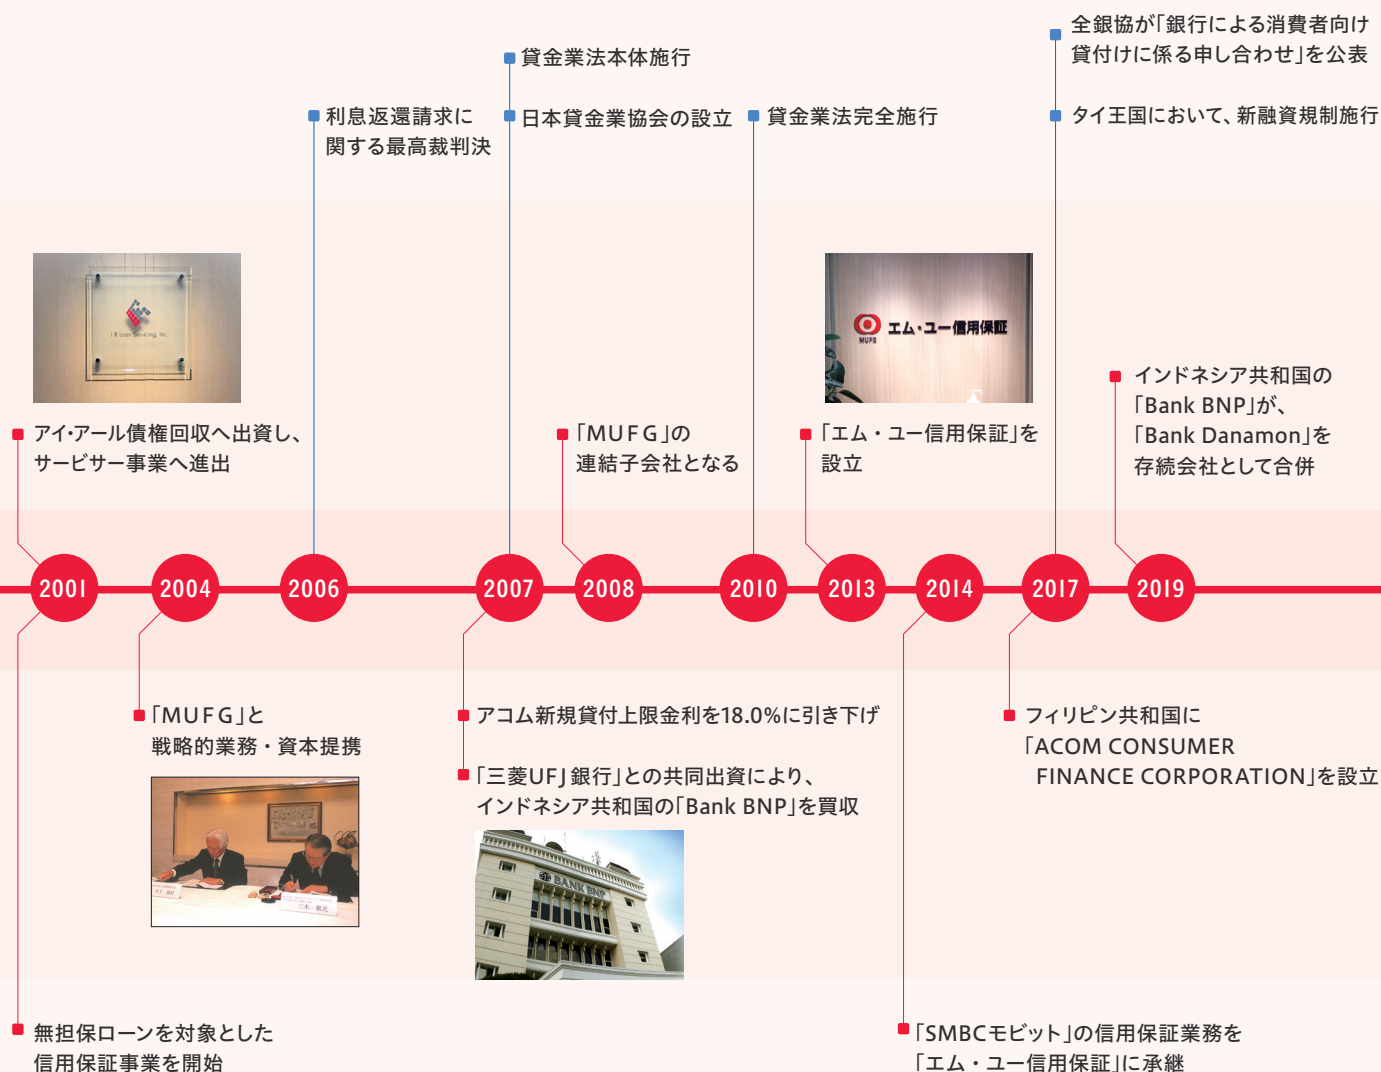 全銀協が「銀行による消費者向け
貸付けに係る申し合わせ」を公表
貸金業法本体施行
利息返還請求に
関する最高裁判決
日本貸金業協会の設立
貸金業法完全施行
タイ王国において、新融資規制施行
I R Loan Servicing, Inc.
MUFG
エム・ユー信用保証
インドネシア共和国の
「Bank BNP」が、
「Bank Danamon」を
存続会社として合併
アイ・アール債権回収へ出資し、
サービサー事業へ進出
「MUFG」の
連結子会社となる
「エム・ユー信用保証」を
設立
2001
2004
2006
2007
2008
2010
2013
2014
2017
2019
「MUFG」と
戦略的業務・資本提携
アコム新規貸付上限金利を18.0%に引き下げ
「三菱UFJ銀行」との共同出資により、
インドネシア共和国の「Bank BNP」を買収
フィリピン共和国に
「ACOM CONSUMER
FINANCE CORPORATION」を設立
BANK BNP
無担保ローンを対象とした
信用保証事業を開始
「SMBCモビット」の信用保証業務を
「エム・ユー信用保証」に承継